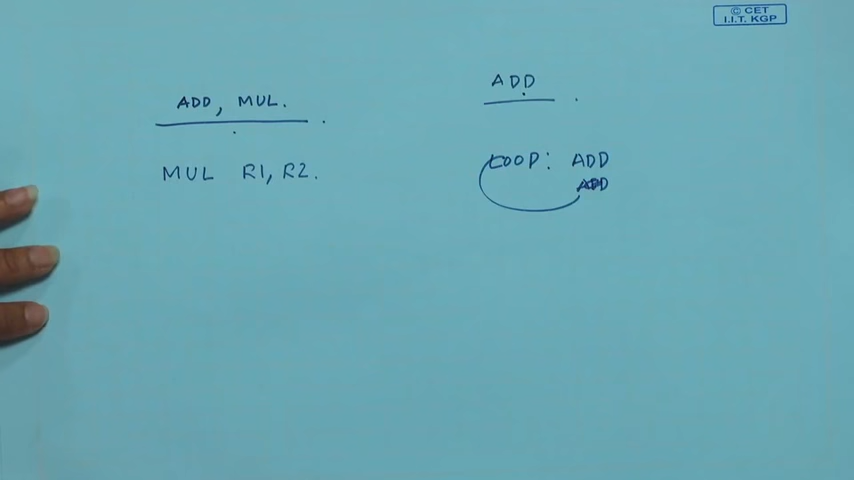 © CET
I.I.T. KGP
ADD, MUL.
MUL R1, R2.
ADD
LOOP: ADD
ADD